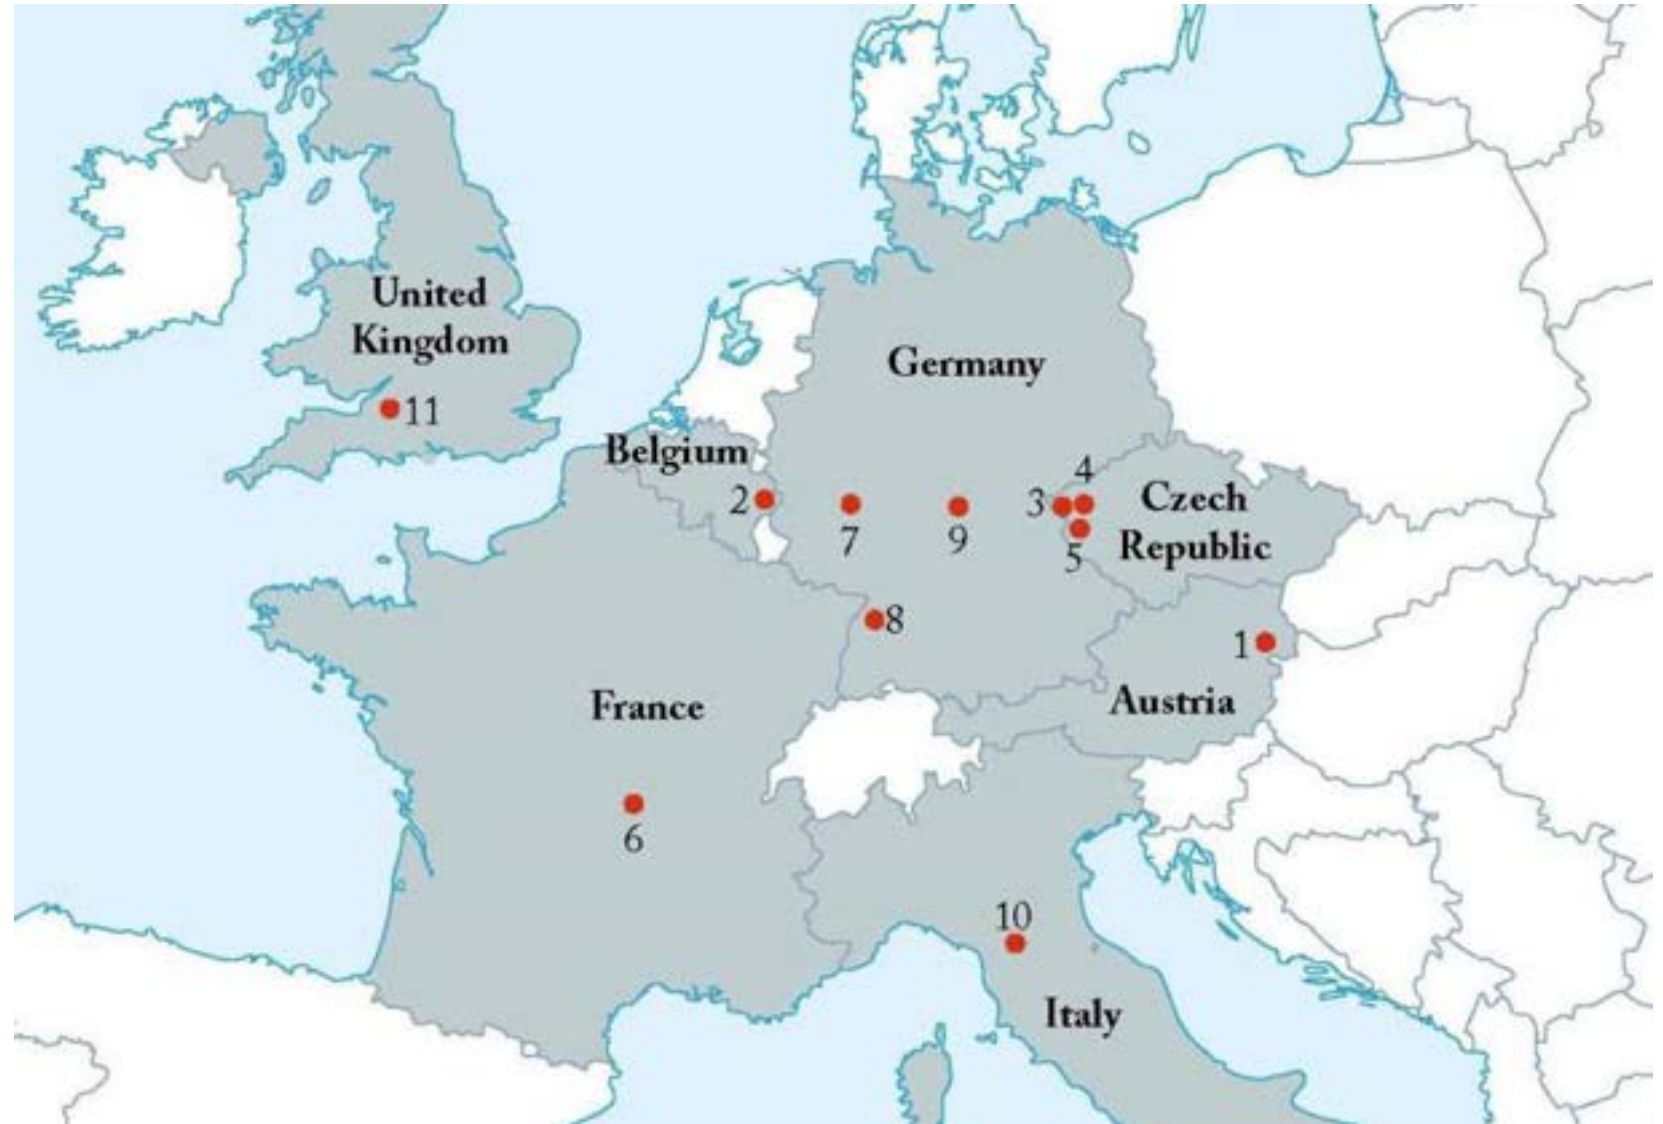 United
Kingdom
11
Germany
Belgium
2
7
9
3
4
5
Czech
Republic
8
1
Austria
France
6
10
Italy